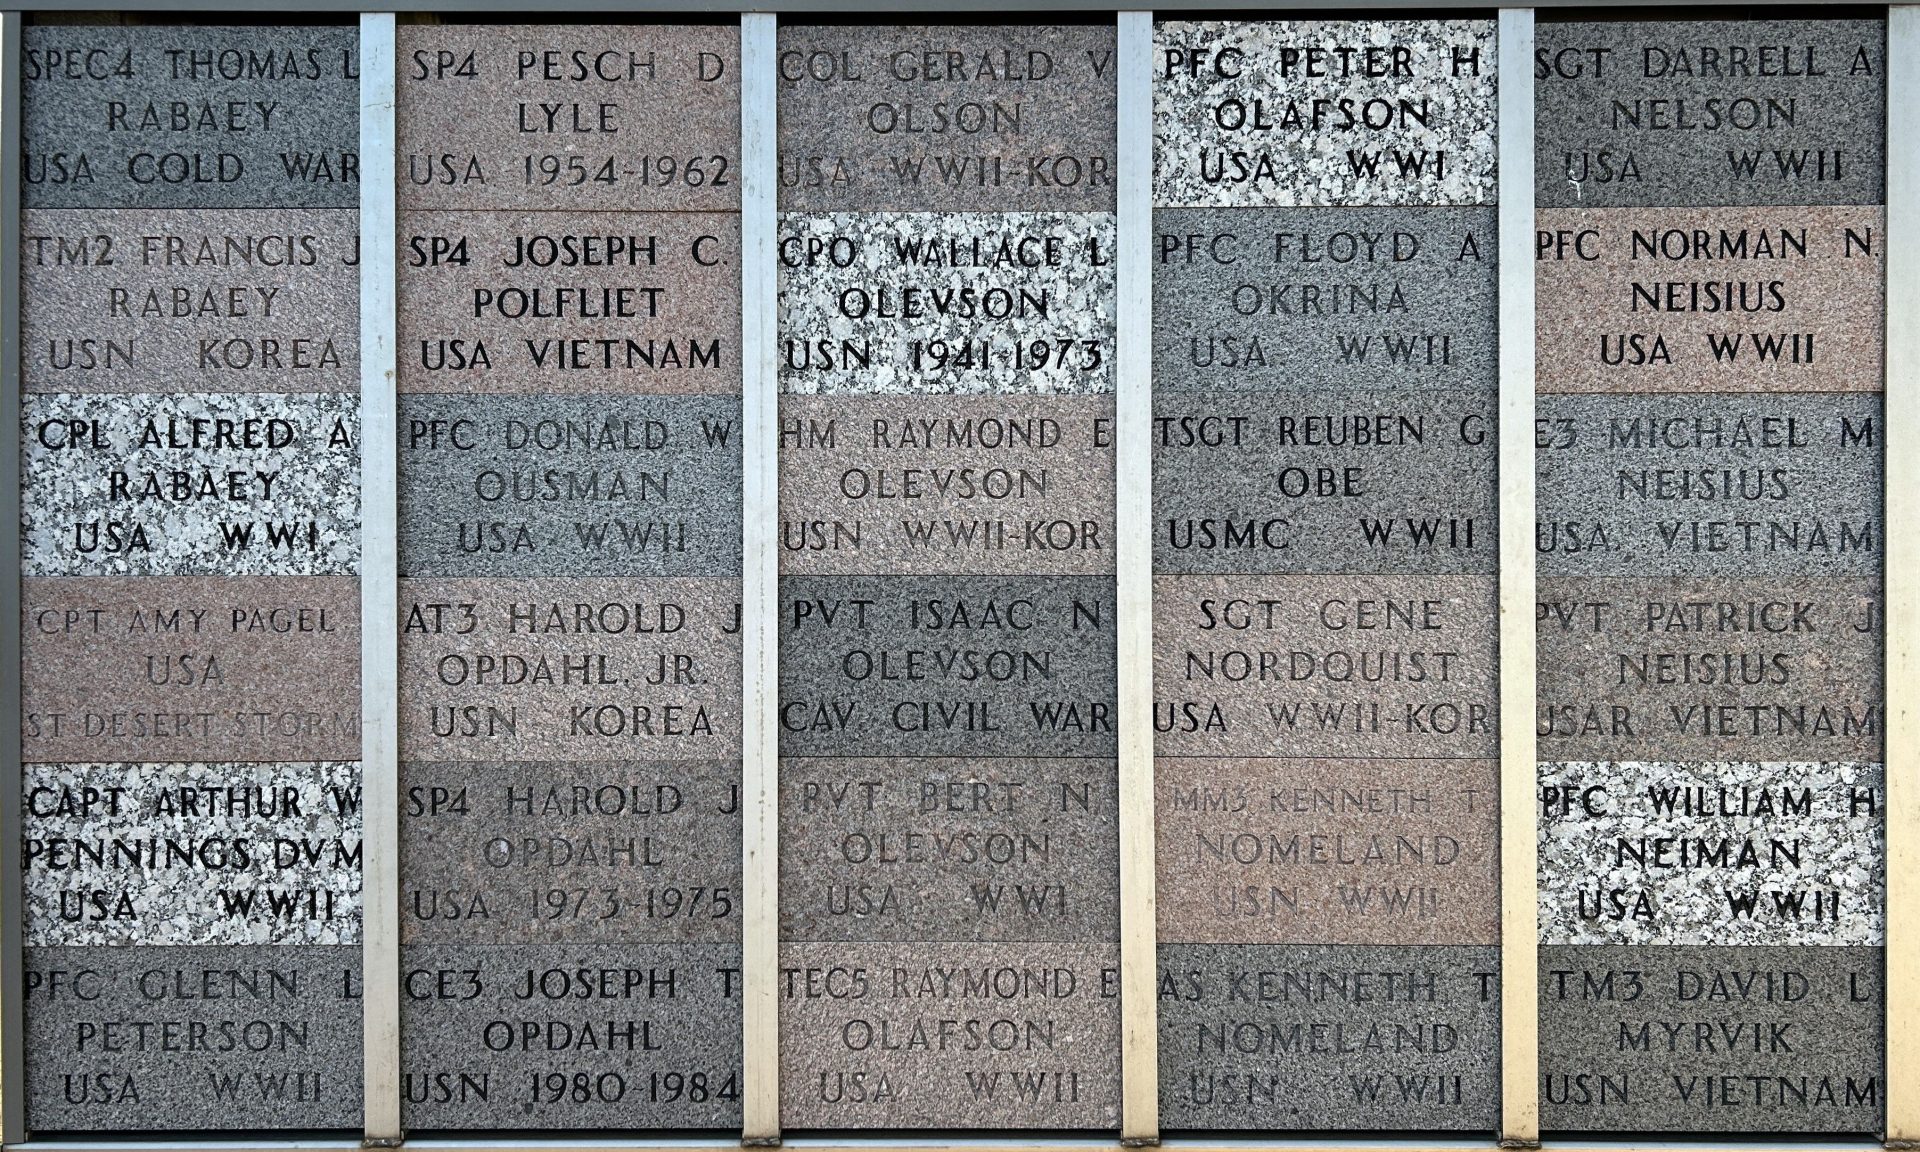 SPEC4 THOMAS L
RABAEY
USA COLD WAR
TM2 FRANCIS J
RABAEY
USN KOREA
CPL ALFRED A
RABAEY
USA WWI
CPT AMY PAGEL
USA
ST DESERT STORM
CAPT ARTHUR W
PENNINGS DVM
USA WWII
PFC GLENN L
PETERSON
USA WWII
SP4 PESCH D
LYLE
USA 1954-1962
SP4 JOSEPH C.
POLFLIET
USA VIETNAM
PFC DONALD W
OUSMAN
USA WWII
AT3 HAROLD J
OPDAHL, JR.
USN KOREA
SP4 HAROLD J
OPDAHL
USA 1973-1975
CE3 JOSEPH T
OPDAHL
USN 1980-1984
COL GERALD V
OLSON
USA WWII-KOR
CPO WALLACE L
OLEVSON
USN 1941-1973
HM RAYMOND E
OLEVSON
USN WWII-KOR
PVT ISAAC N
OLEVSON
CAV CIVIL WAR
PVT BERT N
OLEVSON
USA WWI
TEC5 RAYMOND E
OLAFSON
USA WWII
PFC PETER H
OLAFSON
USA WWI
PFC FLOYD A
OKRINA
USA WWII
TSGT REUBEN G
OBE
USMC WWII
SGT GENE
NORDQUIST
USA WWII-KOR
MM3 KENNETH T
NOMELAND
USN WWII
AS KENNETH T
NOMELAND
USN WWII
SGT DARRELL A
NELSON
USA WWII
PFC NORMAN N.
NEISIUS
USA WWII
E3 MICHAEL M
NEISIUS
USA VIETNAM
PVT PATRICK J
NEISIUS
USAR VIETNAM
PFC WILLIAM H
NEIMAN
USA WWII
TM3 DAVID L
MYRVIK
USN VIETNAM